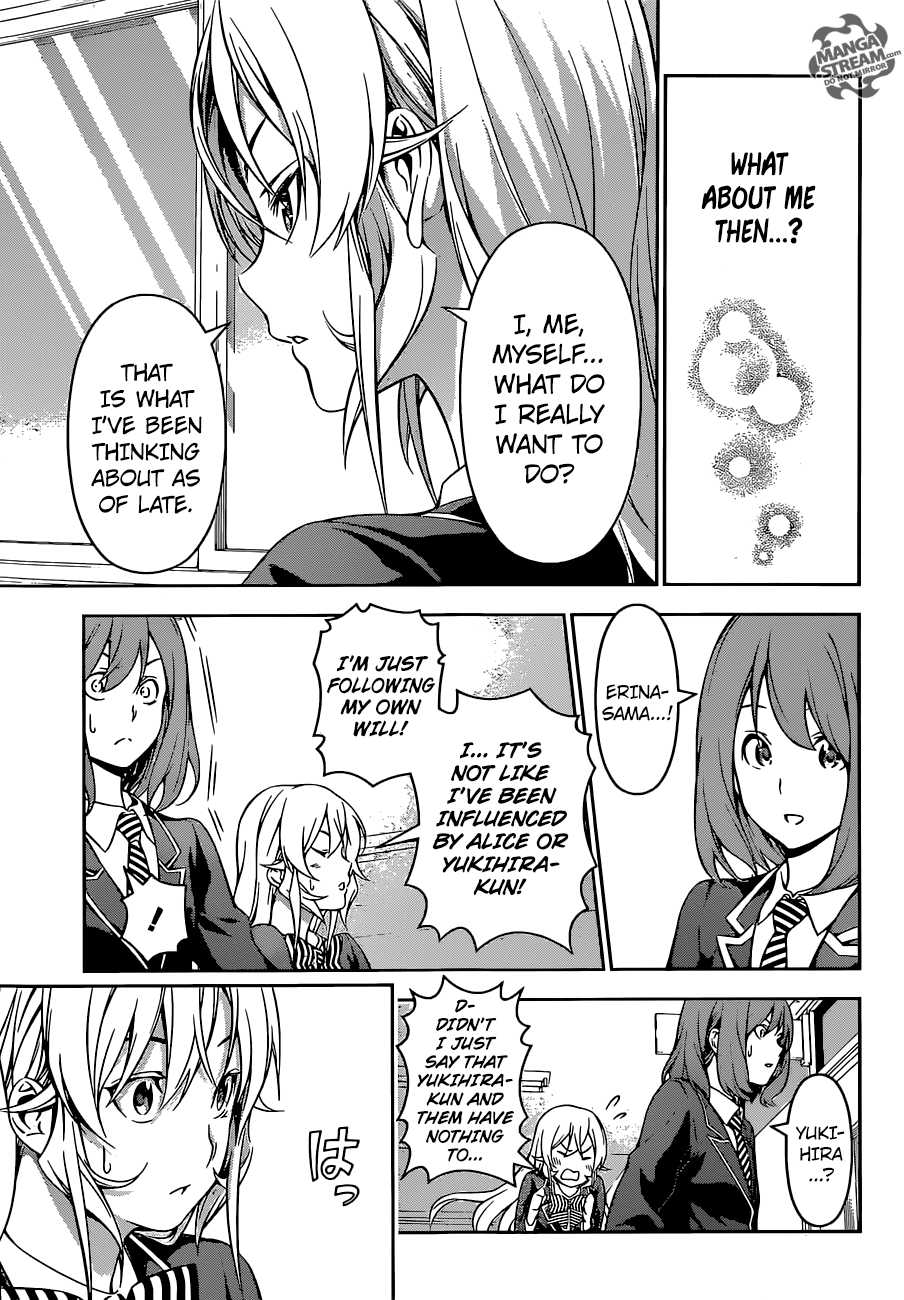 MANGA
STREAM.com
DO NOT MIRROR
WHAT
ABOUT ME
THEN...?
I, ME,
MYSELF...
WHAT DO
I REALLY
WANT TO
DO?
THAT
IS WHAT
I'VE BEEN
THINKING
ABOUT AS
OF LATE.
ERINA-
SAMA...!
I... IT'S
NOT LIKE
I'VE BEEN
INFLUENCED
BY ALICE OR
YUKIHIRA-
KUN!
I'M JUST
FOLLOWING
MY OWN
WILL!
!
YUKI-
HIRA
...?
D-
DIDN'T
I JUST
SAY THAT
YUKIHIRA-
KUN AND
THEM HAVE
NOTHING
TO...
はっ